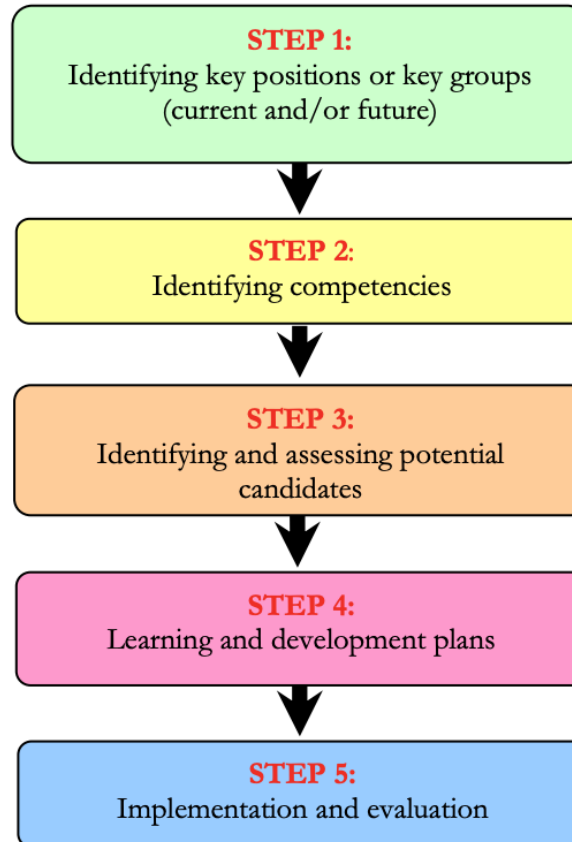 STEP 1:
Identifying key positions or key groups
(current and/or future)
STEP 2:
Identifying competencies
STEP 3:
Identifying and assessing potential
candidates
STEP 4:
Learning and development plans
STEP 5:
Implementation and evaluation